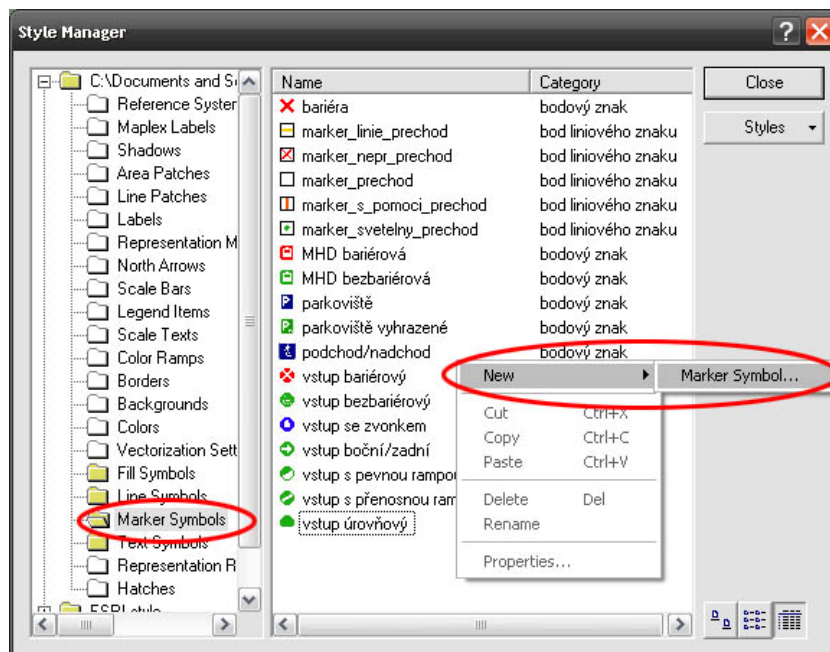 Style Manager
C:\Documents and S
Reference System
Maplex Labels
Shadows
Area Patches
Line Patches
Labels
Representation M
North Arrows
Scale Bars
Legend Items
Scale Texts
Color Ramps
Borders
Backgrounds
Colors
Vectorization Sett
Fill Symbols
Line Symbols
Marker Symbols
Text Symbols
Representation R
Hatches
ESRI style
Name Category
bariéra bodový znak
marker_linie_prechod bod liniového znaku
marker_nepr_prechod bod liniového znaku
marker_prechod bod liniového znaku
marker_s_pomoci_prechod bod liniového znaku
marker_svetelny_prechod bod liniového znaku
MHD bariérová bodový znak
MHD bezbariérová bodový znak
parkoviště bodový znak
parkoviště vyhrazené bodový znak
podchod/nadchod bodový znak
vstup bariérový
vstup bezbariérový
vstup se zvonkem
vstup boční/zadní
vstup s pevnou rampou
vstup s přenosnou ram
vstup úrovňový
New
Marker Symbol...
Cut Ctrl+X
Copy Ctrl+C
Paste Ctrl+V
Delete Del
Rename
Properties...
Close
Styles